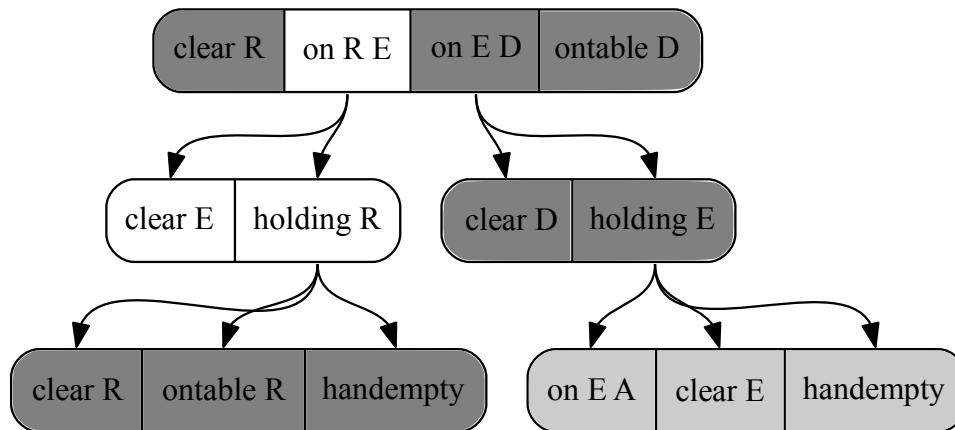 clear R on R E on E D ontable D
clear E holding R clear D holding E
clear R ontable R handempty on E A clear E handempty